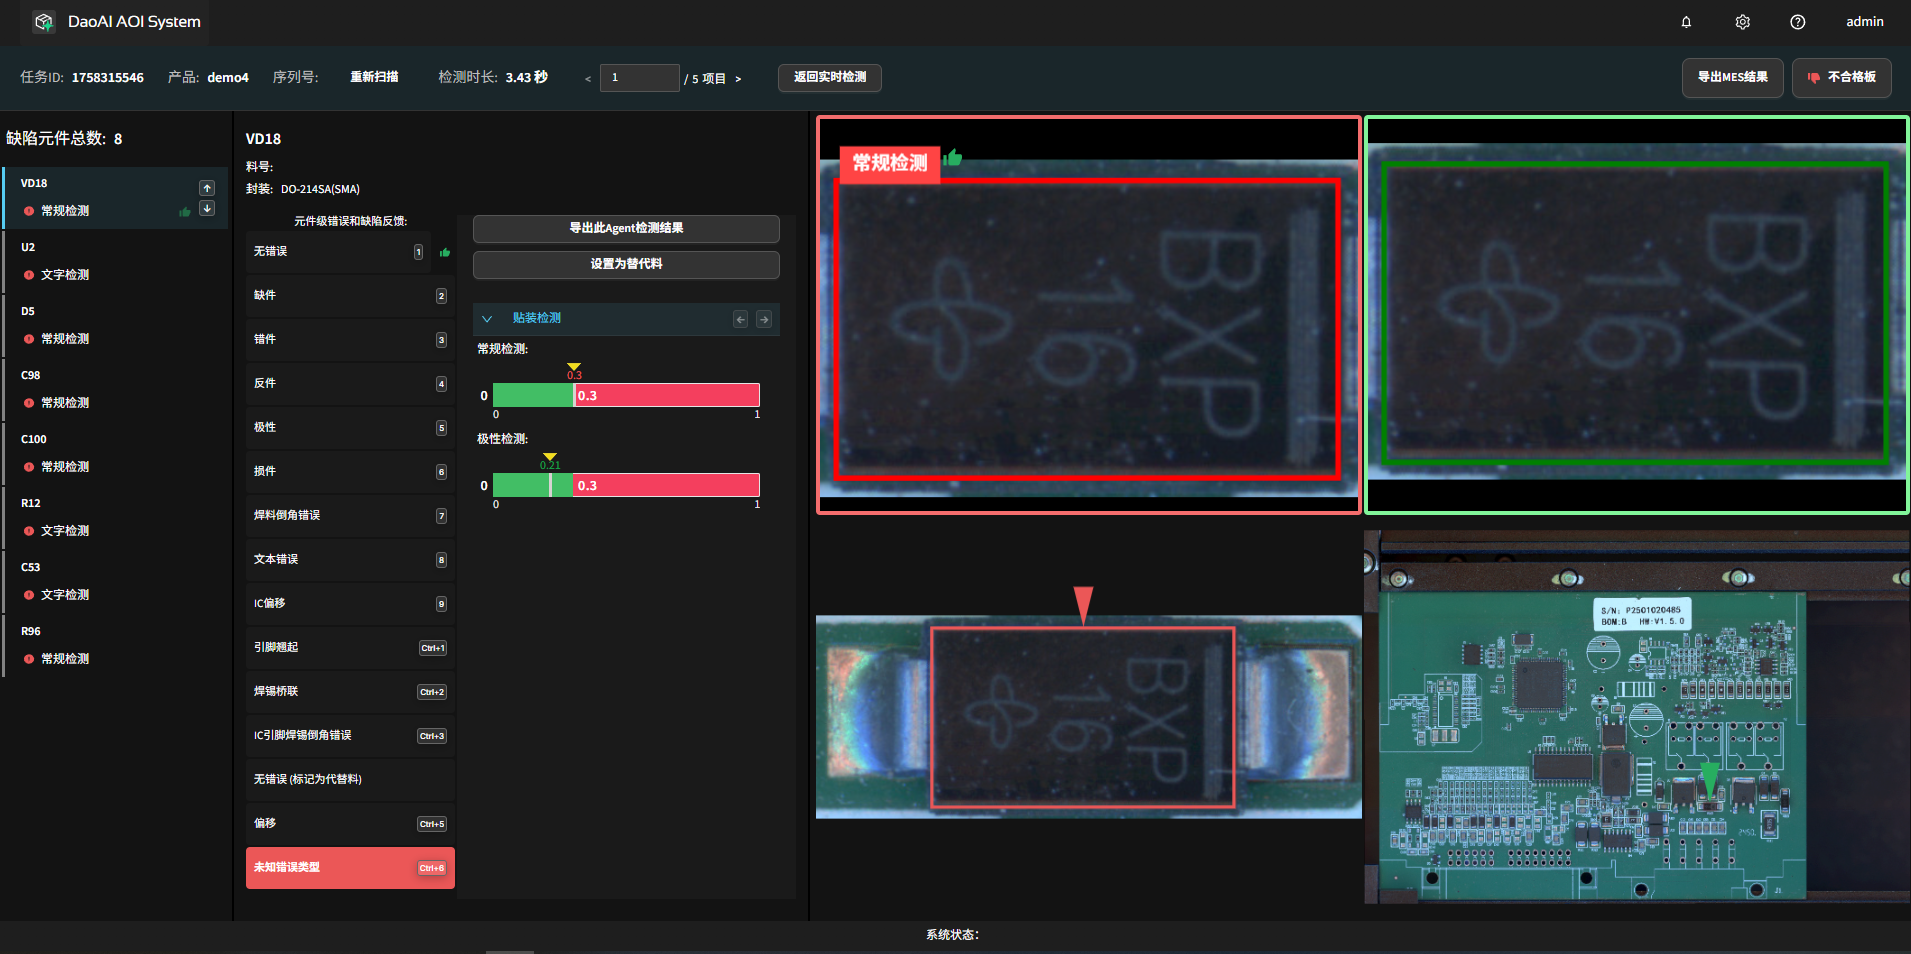 DaoAI AOI System
admin
任务ID: 1758315546 产品: demo4 序列号: 重新扫描 检测时长: 3.43 秒 < 1 / 5 项目 > 返回实时检测 导出MES结果 不合格板
缺陷元件总数: 8
VD18
常规检测
U2
文字检测
D5
常规检测
C98
常规检测
C100
常规检测
R12
文字检测
C53
文字检测
R96
常规检测
VD18
料号:
封装: DO-214SA(SMA)
元件级错误和缺陷反馈:
无错误 1
缺件 2
错件 3
反件 4
极性 5
损件 6
焊料倒角错误 7
文本错误 8
IC偏移 9
引脚翘起 Ctrl+1
焊锡桥联 Ctrl+2
IC引脚焊锡倒角错误 Ctrl+3
无错误 (标记为代替料)
偏移 Ctrl+5
未知错误类型 Ctrl+6
导出此Agent检测结果
设置为替代料
贴装检测
常规检测:
0.3
0 0.3
0 1
极性检测:
0.21
0 0.3
0 1
常规检测
BXP
16
BXP
16
BXP
16
S/N: P2501020485
BOM:B HW:V1.5.0
J1
系统状态: